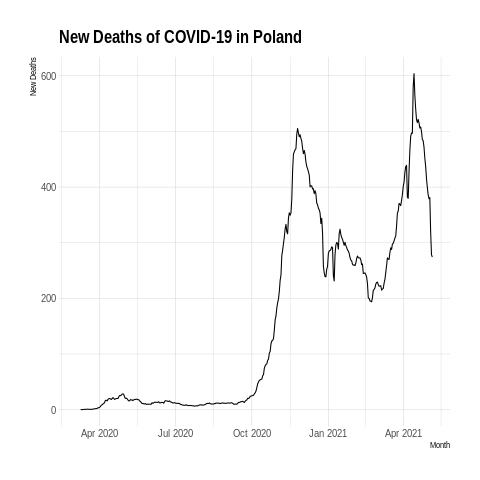 New Deaths of COVID-19 in Poland
New Deaths
600
400
200
0
Apr 2020 Jul 2020 Oct 2020 Jan 2021 Apr 2021
Month